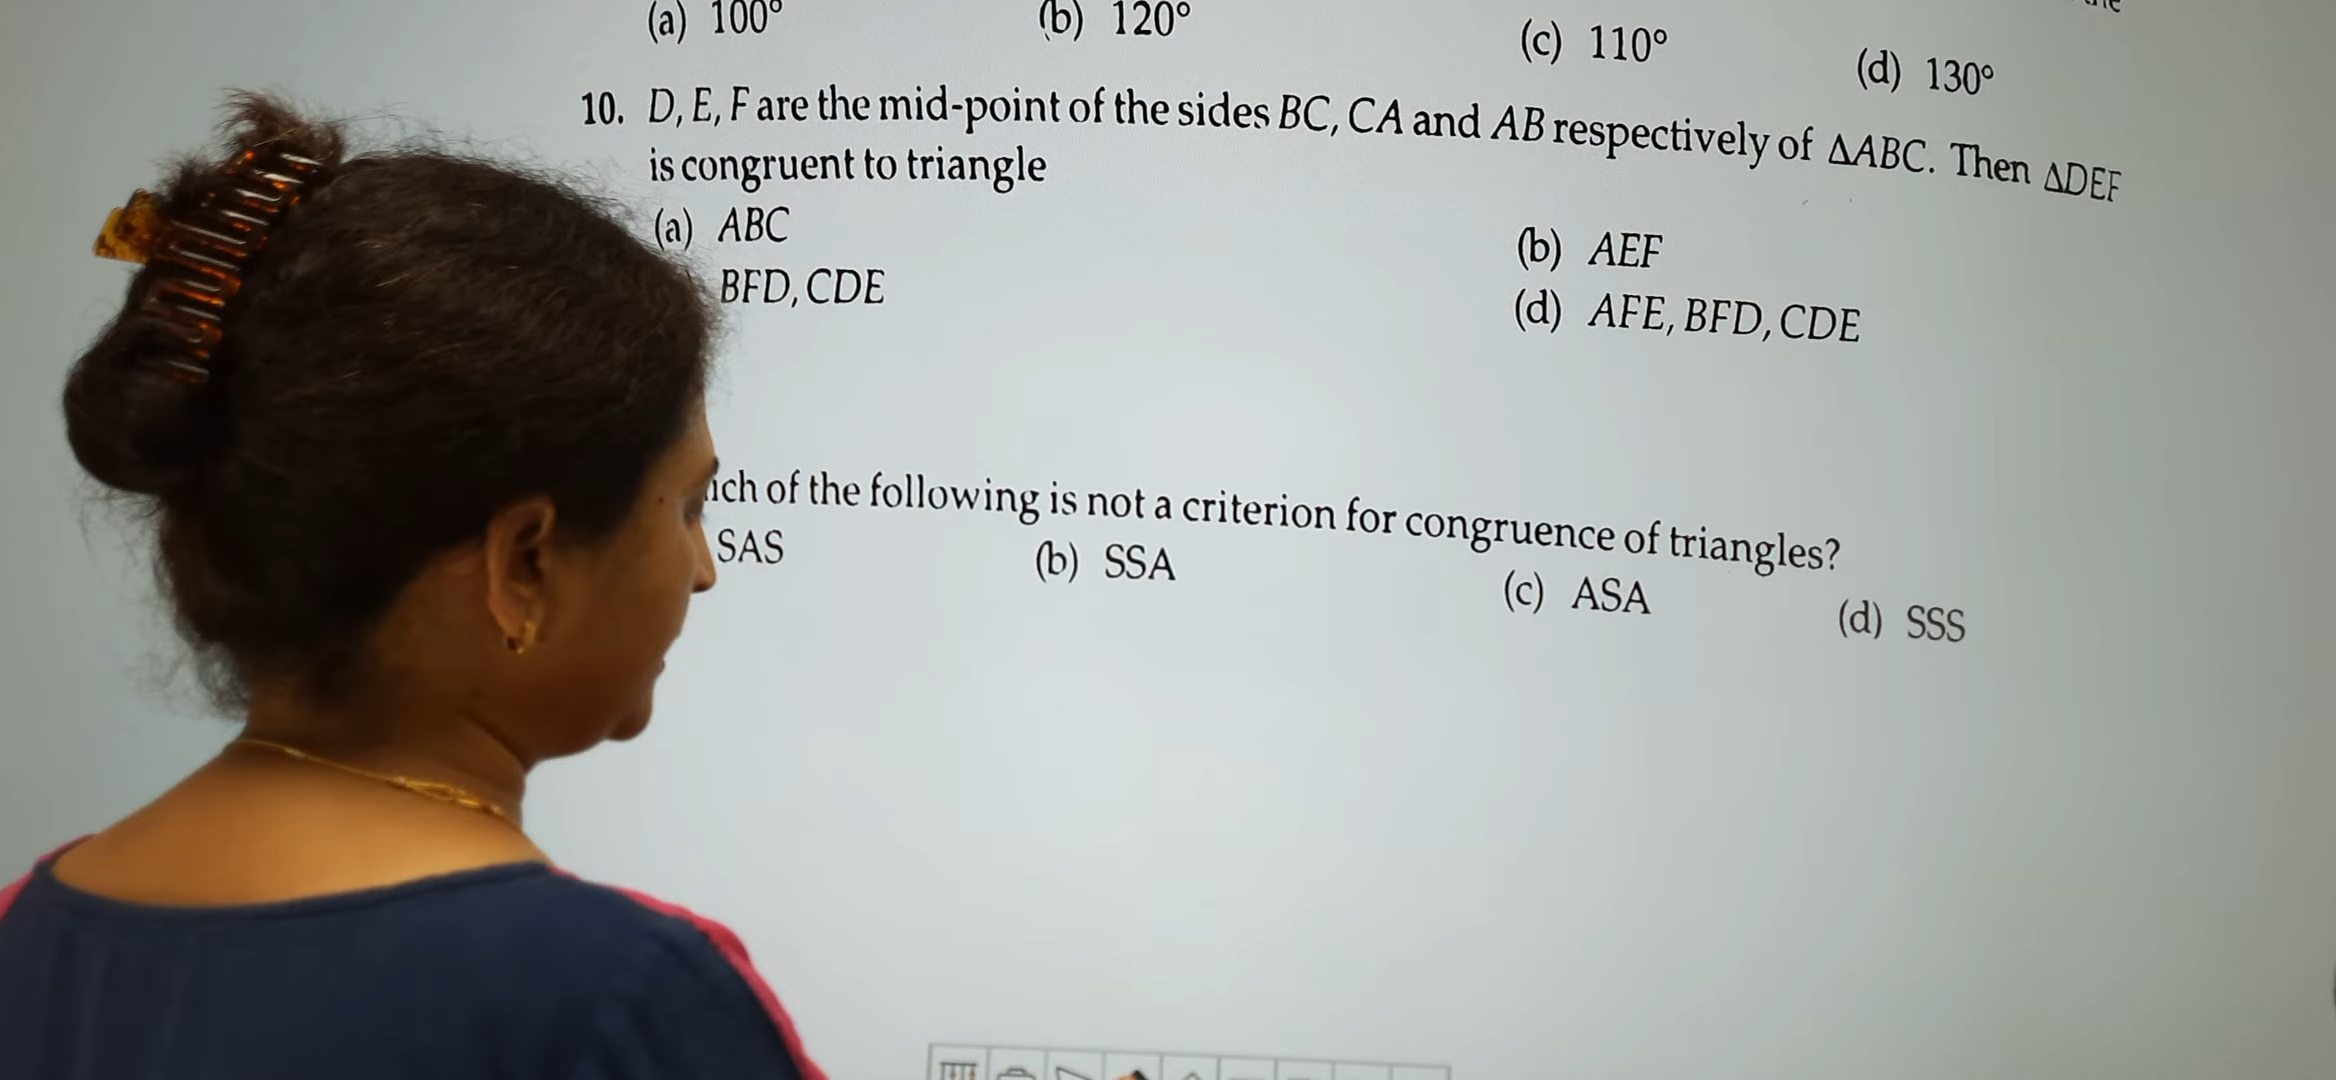 (a) 100° (b) 120° (c) 110° (d) 130°
10. D, E, F are the mid-point of the sides BC, CA and AB respectively of ΔABC. Then ΔDEF
is congruent to triangle
(a) ABC (b) AEF
BFD, CDE (d) AFE, BFD, CDE
of the following is not a criterion for congruence of triangles?
SAS (b) SSA (c) ASA (d) SSS